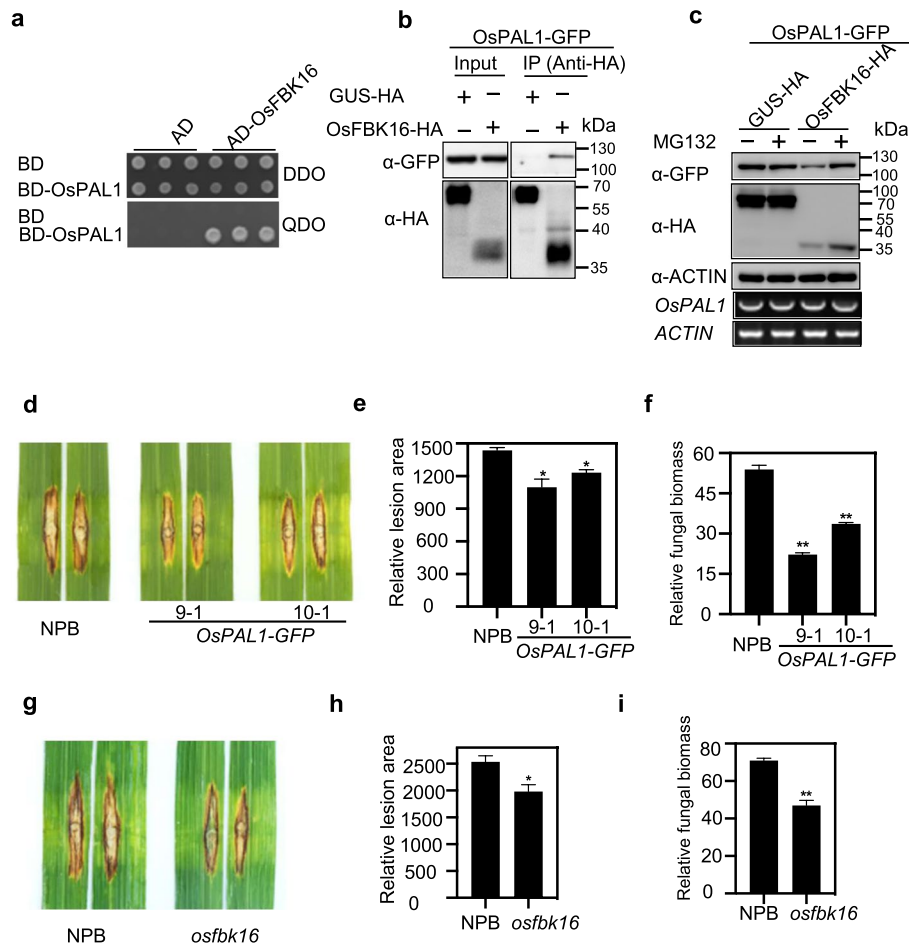 a
AD
AD-OsFBK16
BD
BD-OsPAL1
DDO
BD
BD-OsPAL1
QDO
b
OsPAL1-GFP
Input IP (Anti-HA)
GUS-HA + − + −
OsFBK16-HA − + − + kDa
α-GFP
130
100
α-HA
70
55
40
35
c
OsPAL1-GFP
GUS-HA
OsFBK16-HA
MG132 − + − + kDa
α-GFP
130
100
α-HA
100
70
55
40
35
α-ACTIN
OsPAL1
ACTIN
d
NPB
9-1 10-1
OsPAL1-GFP
e
Relative lesion area
1500
1200
900
600
300
0
* *
NPB 9-1 10-1
OsPAL1-GFP
f
Relative fungal biomass
60
45
30
15
0
** **
NPB 9-1 10-1
OsPAL1-GFP
g
NPB osfbk16
h
Relative lesion area
2500
2000
1500
1000
500
0
*
NPB osfbk16
i
Relative fungal biomass
80
60
40
20
0
**
NPB osfbk16